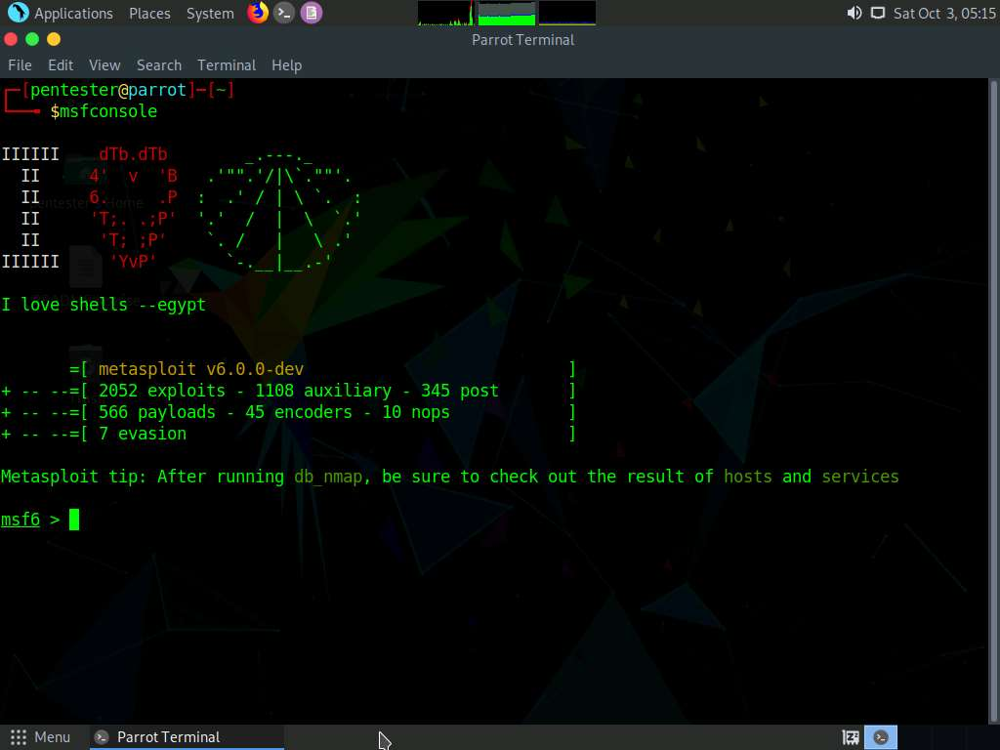 Applications Places System Sat Oct 3, 05:15
Parrot Terminal
File Edit View Search Terminal Help
┌─[pentester@parrot]─[~]
└──╼ $msfconsole
IIIIII    dTb.dTb        _.---._
  II     4'  v  'B   .'"".'/|\`.""'.
  II     6.     .P  :  .' / | \ `.  :
  II     'T;. .;P'  '.'  /  |  \  `.'
  II      'T; ;P'    `. /   |   \ .'
IIIIII     'YvP'       `-.__|__.-'
I love shells --egypt
=[ metasploit v6.0.0-dev ]
+ -- --=[ 2052 exploits - 1108 auxiliary - 345 post ]
+ -- --=[ 566 payloads - 45 encoders - 10 nops ]
+ -- --=[ 7 evasion ]
Metasploit tip: After running db_nmap, be sure to check out the result of hosts and services
msf6 >
Menu Parrot Terminal